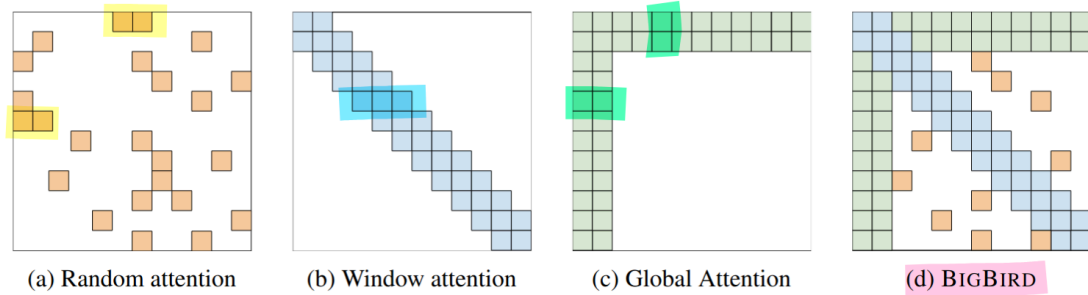 (a) Random attention
(b) Window attention
(c) Global Attention
(d) BIGBIRD